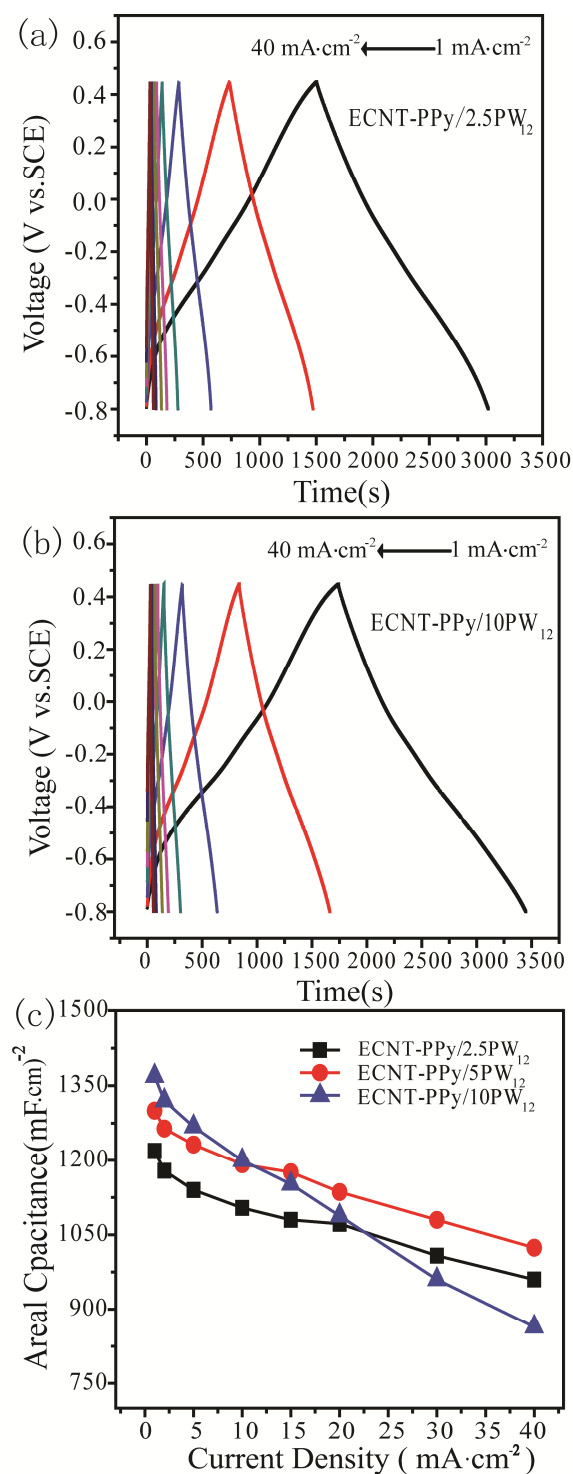 (a)
40 mA·cm-2 1 mA·cm-2
ECNT-PPy/2.5PW12
Voltage (V vs.SCE)
0.6
0.4
0.2
0.0
-0.2
-0.4
-0.6
-0.8
0 500 1000 1500 2000 2500 3000 3500
Time(s)
(b)
40 mA·cm-2 1 mA·cm-2
ECNT-PPy/10PW12
Voltage (V vs.SCE)
0.6
0.4
0.2
0.0
-0.2
-0.4
-0.6
-0.8
0 500 1000 1500 2000 2500 3000 3500
Time(s)
(c)
ECNT-PPy/2.5PW12
ECNT-PPy/5PW12
ECNT-PPy/10PW12
Areal Cpacitance(mF·cm)-2
1500
1350
1200
1050
900
750
0 5 10 15 20 25 30 35 40
Current Density ( mA·cm-2)